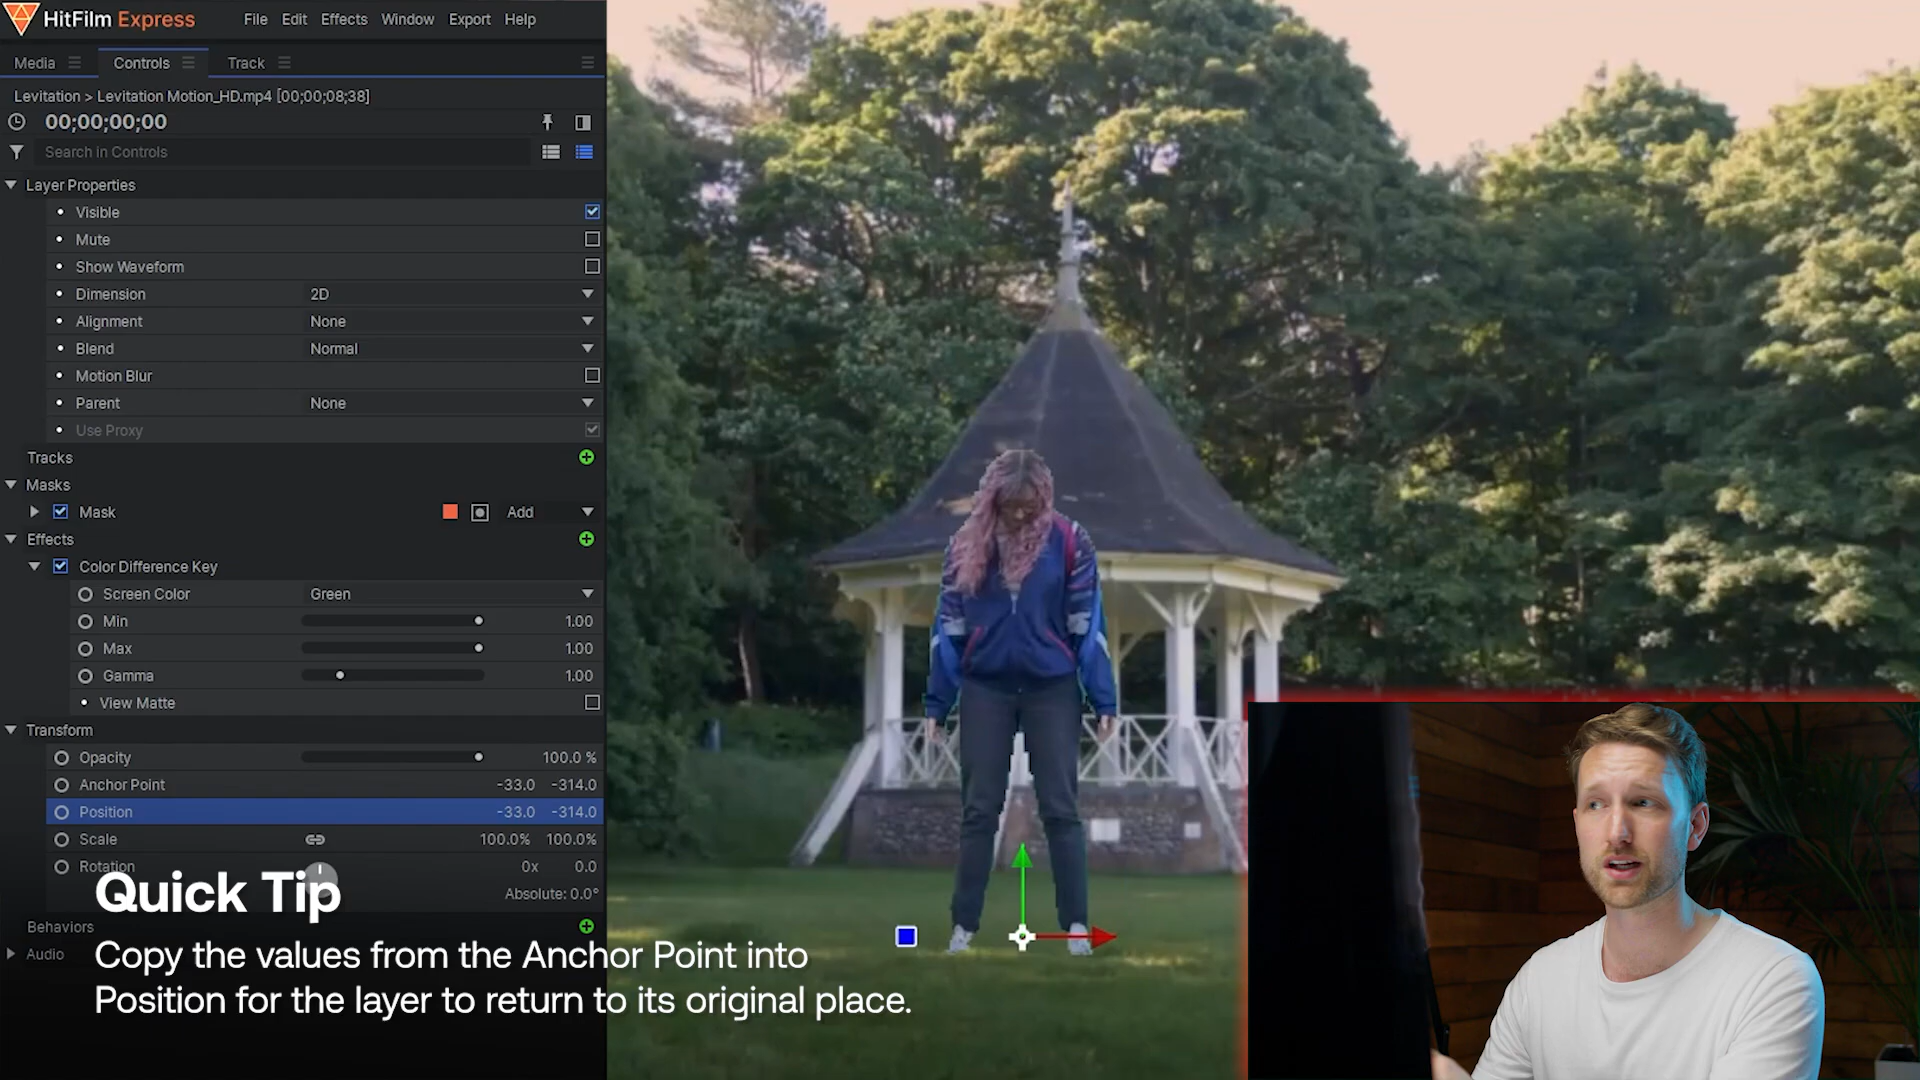 HitFilm Express
File Edit Effects Window Export Help
Media Controls Track
Levitation > Levitation Motion_HD.mp4 [00;00;08;38]
00;00;00;00
Search in Controls
Layer Properties
Visible
Mute
Show Waveform
Dimension 2D
Alignment None
Blend Normal
Motion Blur
Parent None
Use Proxy
Tracks
Masks
Mask Add
Effects
Color Difference Key
Screen Color Green
Min 1.00
Max 1.00
Gamma 1.00
View Matte
Transform
Opacity 100.0 %
Anchor Point -33.0 -314.0
Position -33.0 -314.0
Scale 100.0% 100.0%
Rotation 0x 0.0
Absolute: 0.0°
Behaviors
Audio
Quick Tip
Copy the values from the Anchor Point into
Position for the layer to return to its original place.